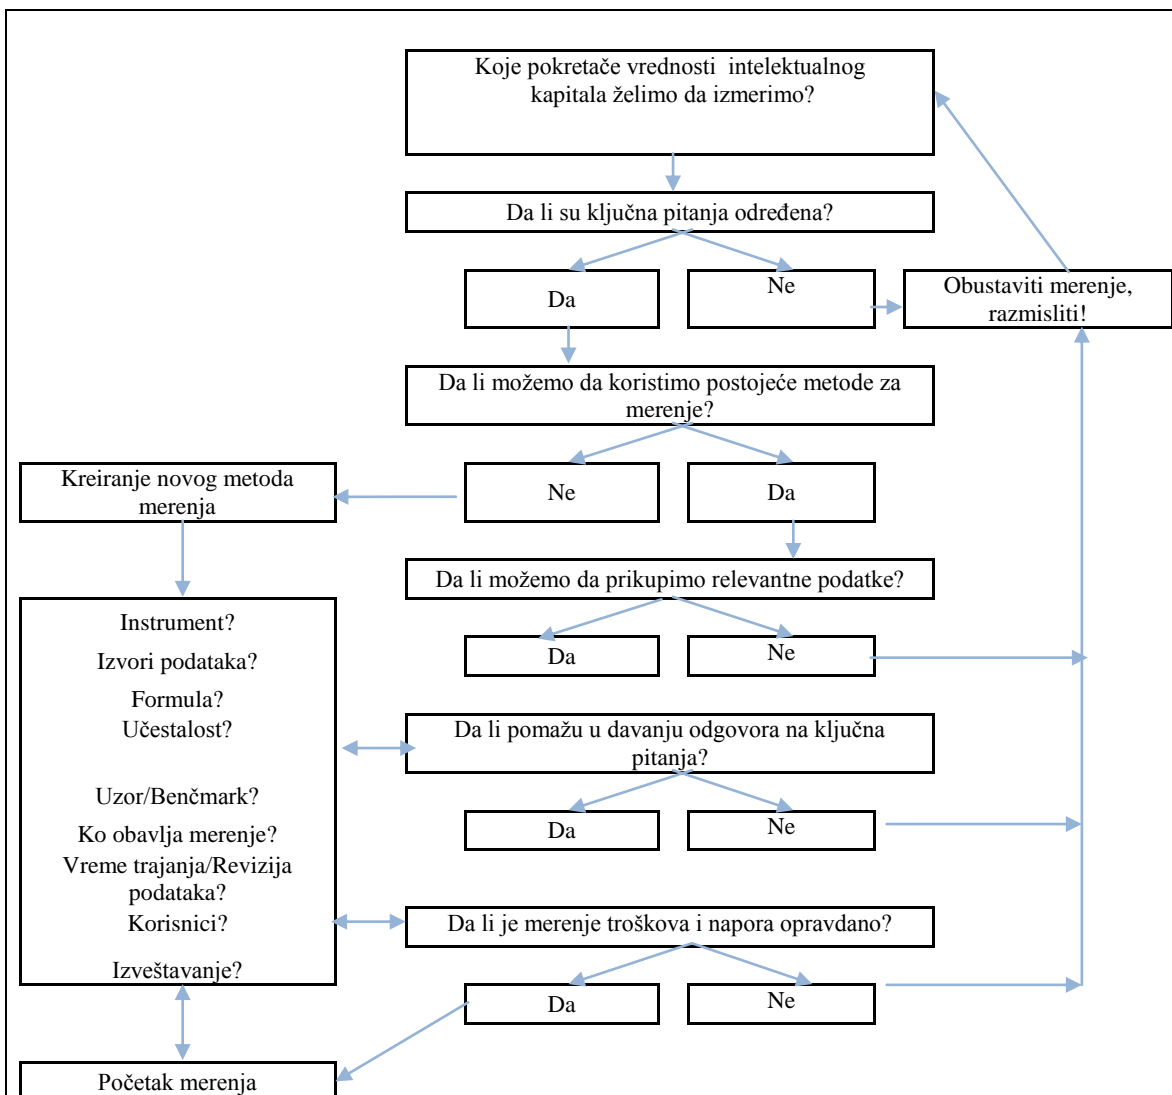 Koje pokretače vrednosti intelektualnog
kapitala želimo da izmerimo?
Da li su ključna pitanja određena?
Da
Ne
Obustaviti merenje,
razmisliti!
Da li možemo da koristimo postojeće metode za
merenje?
Kreiranje novog metoda
merenja
Ne
Da
Da li možemo da prikupimo relevantne podatke?
Da
Ne
Instrument?
Izvori podataka?
Formula?
Učestalost?
Uzor/Benčmark?
Ko obavlja merenje?
Vreme trajanja/Revizija
podataka?
Korisnici?
Izveštavanje?
Da li pomažu u davanju odgovora na ključna
pitanja?
Da
Ne
Da li je merenje troškova i napora opravdano?
Da
Ne
Početak merenja